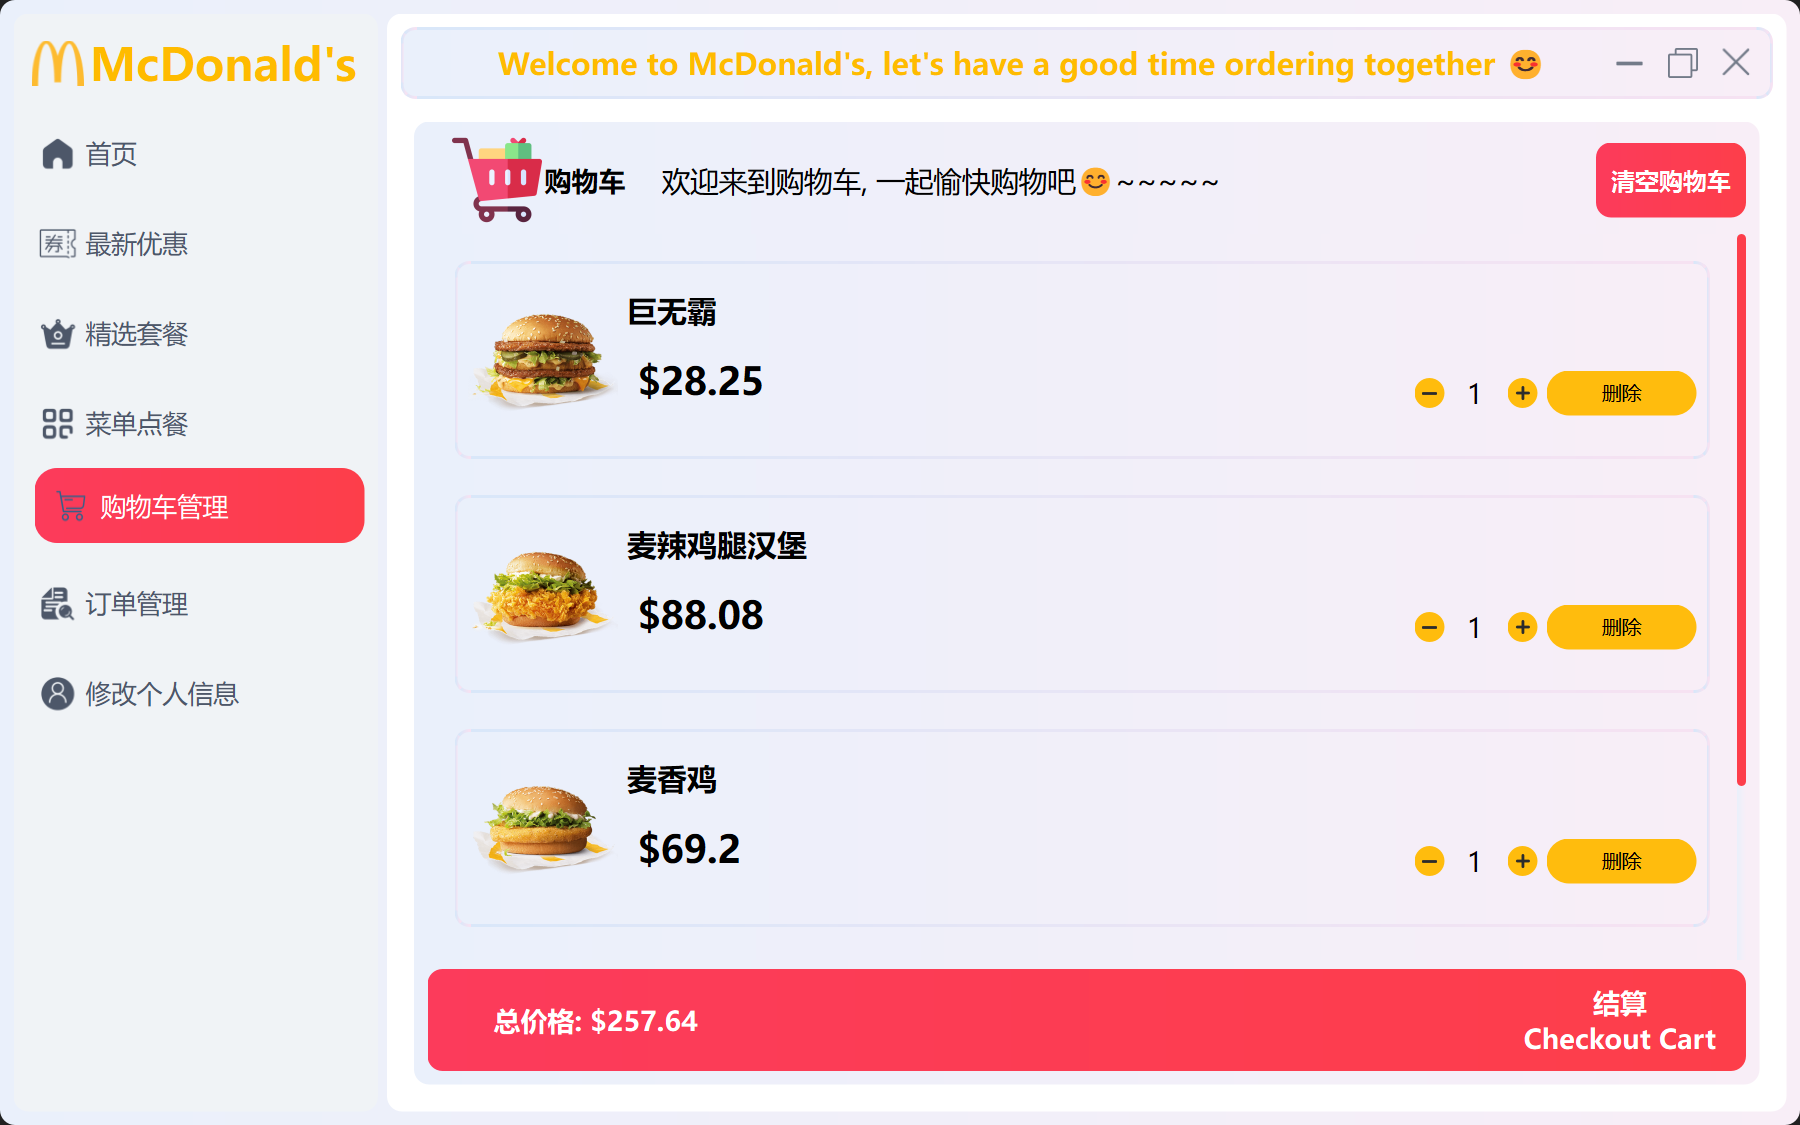 McDonald's
Welcome to McDonald's, let's have a good time ordering together 😊
首页
券 最新优惠
精选套餐
菜单点餐
购物车管理
订单管理
修改个人信息
购物车 欢迎来到购物车, 一起愉快购物吧😊~~~~~
清空购物车
巨无霸
$28.25
1 删除
麦辣鸡腿汉堡
$88.08
1 删除
麦香鸡
$69.2
1 删除
总价格: $257.64
结算
Checkout Cart